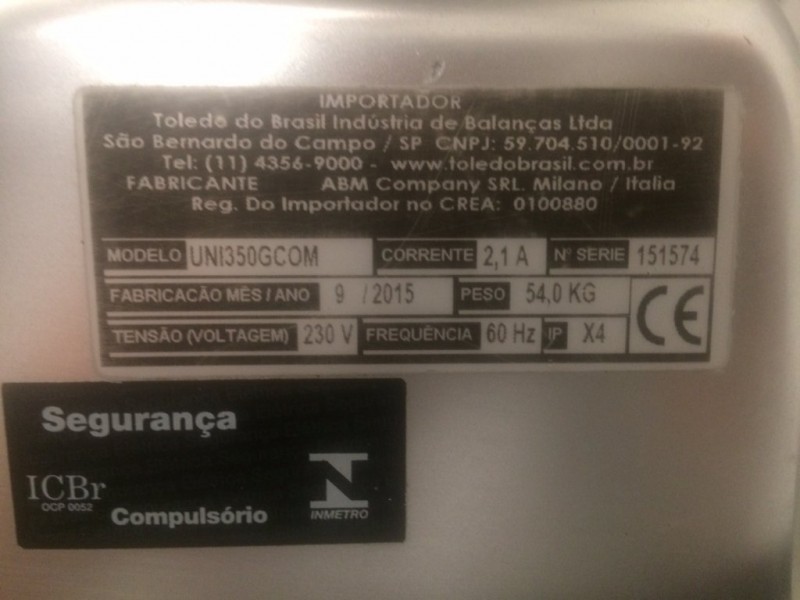 IMPORTADOR
Toledo do Brasil Indústria de Balanças Ltda
São Bernardo do Campo / SP CNPJ: 59.704.510/0001-92
Tel: (11) 4356-9000 - www.toledobrasil.com.br
FABRICANTE ABM Company SRL. Milano / Italia
Reg. Do Importador no CREA: 0100880
MODELO UNI350GCOM CORRENTE 2,1 A Nº SÉRIE 151574
FABRICACÃO MÊS / ANO 9 / 2015 PESO 54,0 KG CE
TENSÃO (VOLTAGEM) 230 V FREQUÊNCIA 60 Hz IP X4
Segurança
ICBr
OCP 0052
Compulsório
INMETRO